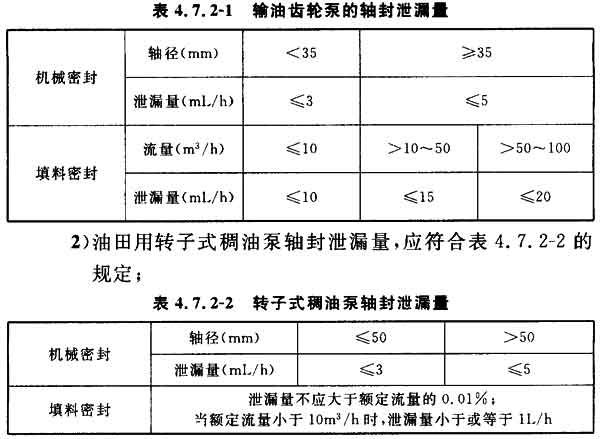 表 4.7.2-1 输油齿轮泵的轴封泄漏量
机械密封 轴径(mm) <35 ≥35
泄漏量(mL/h) ≤3 ≤5
填料密封 流量(m³/h) ≤10 >10~50 >50~100
泄漏量(mL/h) ≤10 ≤15 ≤20
2)油田用转子式稠油泵轴封泄漏量,应符合表 4.7.2-2 的
规定;
表 4.7.2-2 转子式稠油泵轴封泄漏量
机械密封 轴径(mm) ≤50 >50
泄漏量(mL/h) ≤3 ≤5
填料密封 泄漏量不应大于额定流量的 0.01%;
当额定流量小于 10m³/h 时,泄漏量小于或等于 1L/h